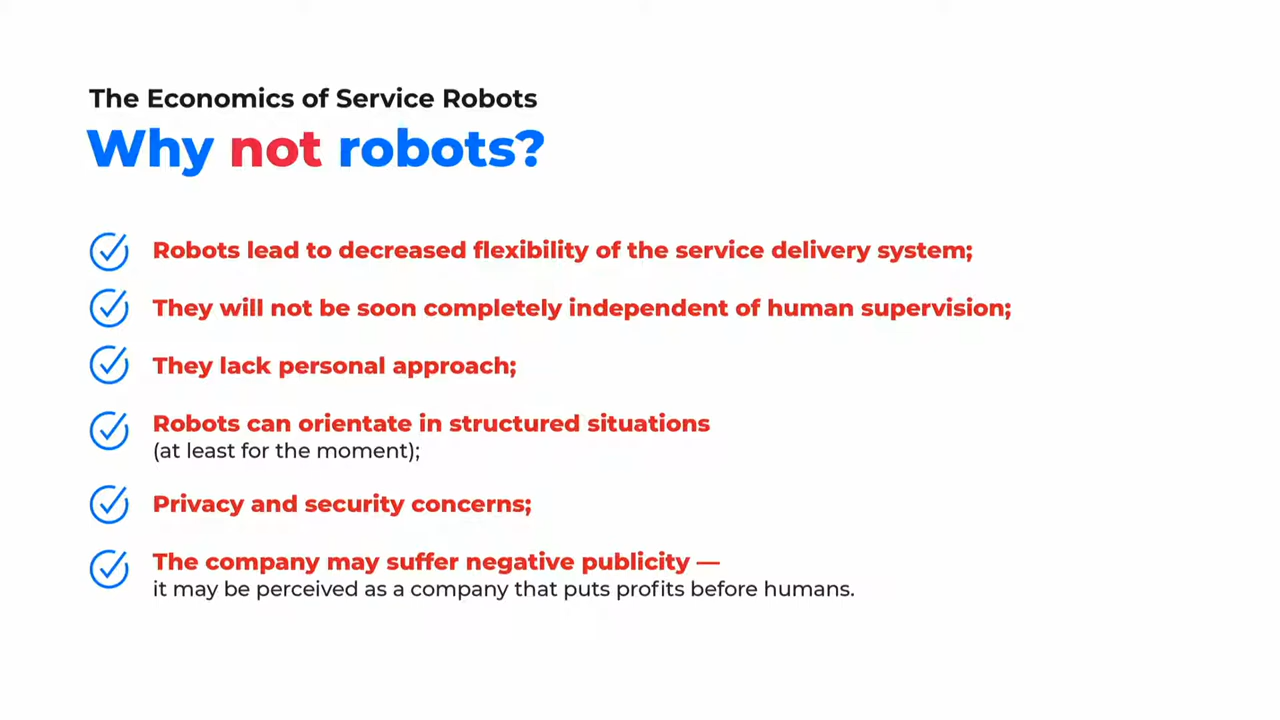 The Economics of Service Robots
Why not robots?
Robots lead to decreased flexibility of the service delivery system;
They will not be soon completely independent of human supervision;
They lack personal approach;
Robots can orientate in structured situations
(at least for the moment);
Privacy and security concerns;
The company may suffer negative publicity —
it may be perceived as a company that puts profits before humans.